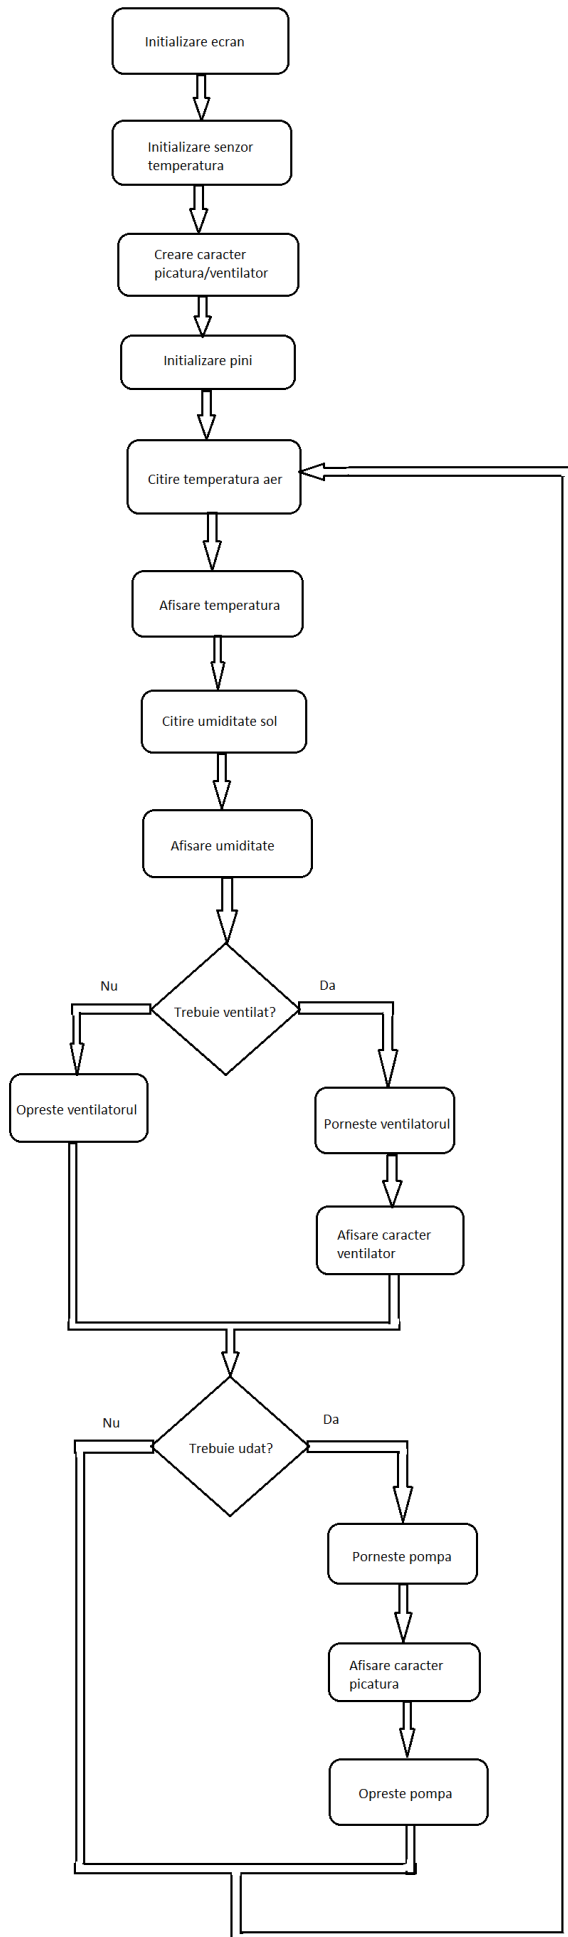 Initializare ecran
Initializare senzor
temperatura
Creare caracter
picatura/ventilator
Initializare pini
Citire temperatura aer
Afisare temperatura
Citire umiditate sol
Afisare umiditate
Nu
Da
Trebuie ventilat?
Opreste ventilatorul
Porneste ventilatorul
Afisare caracter
ventilator
Nu
Da
Trebuie udat?
Porneste pompa
Afisare caracter
picatura
Opreste pompa